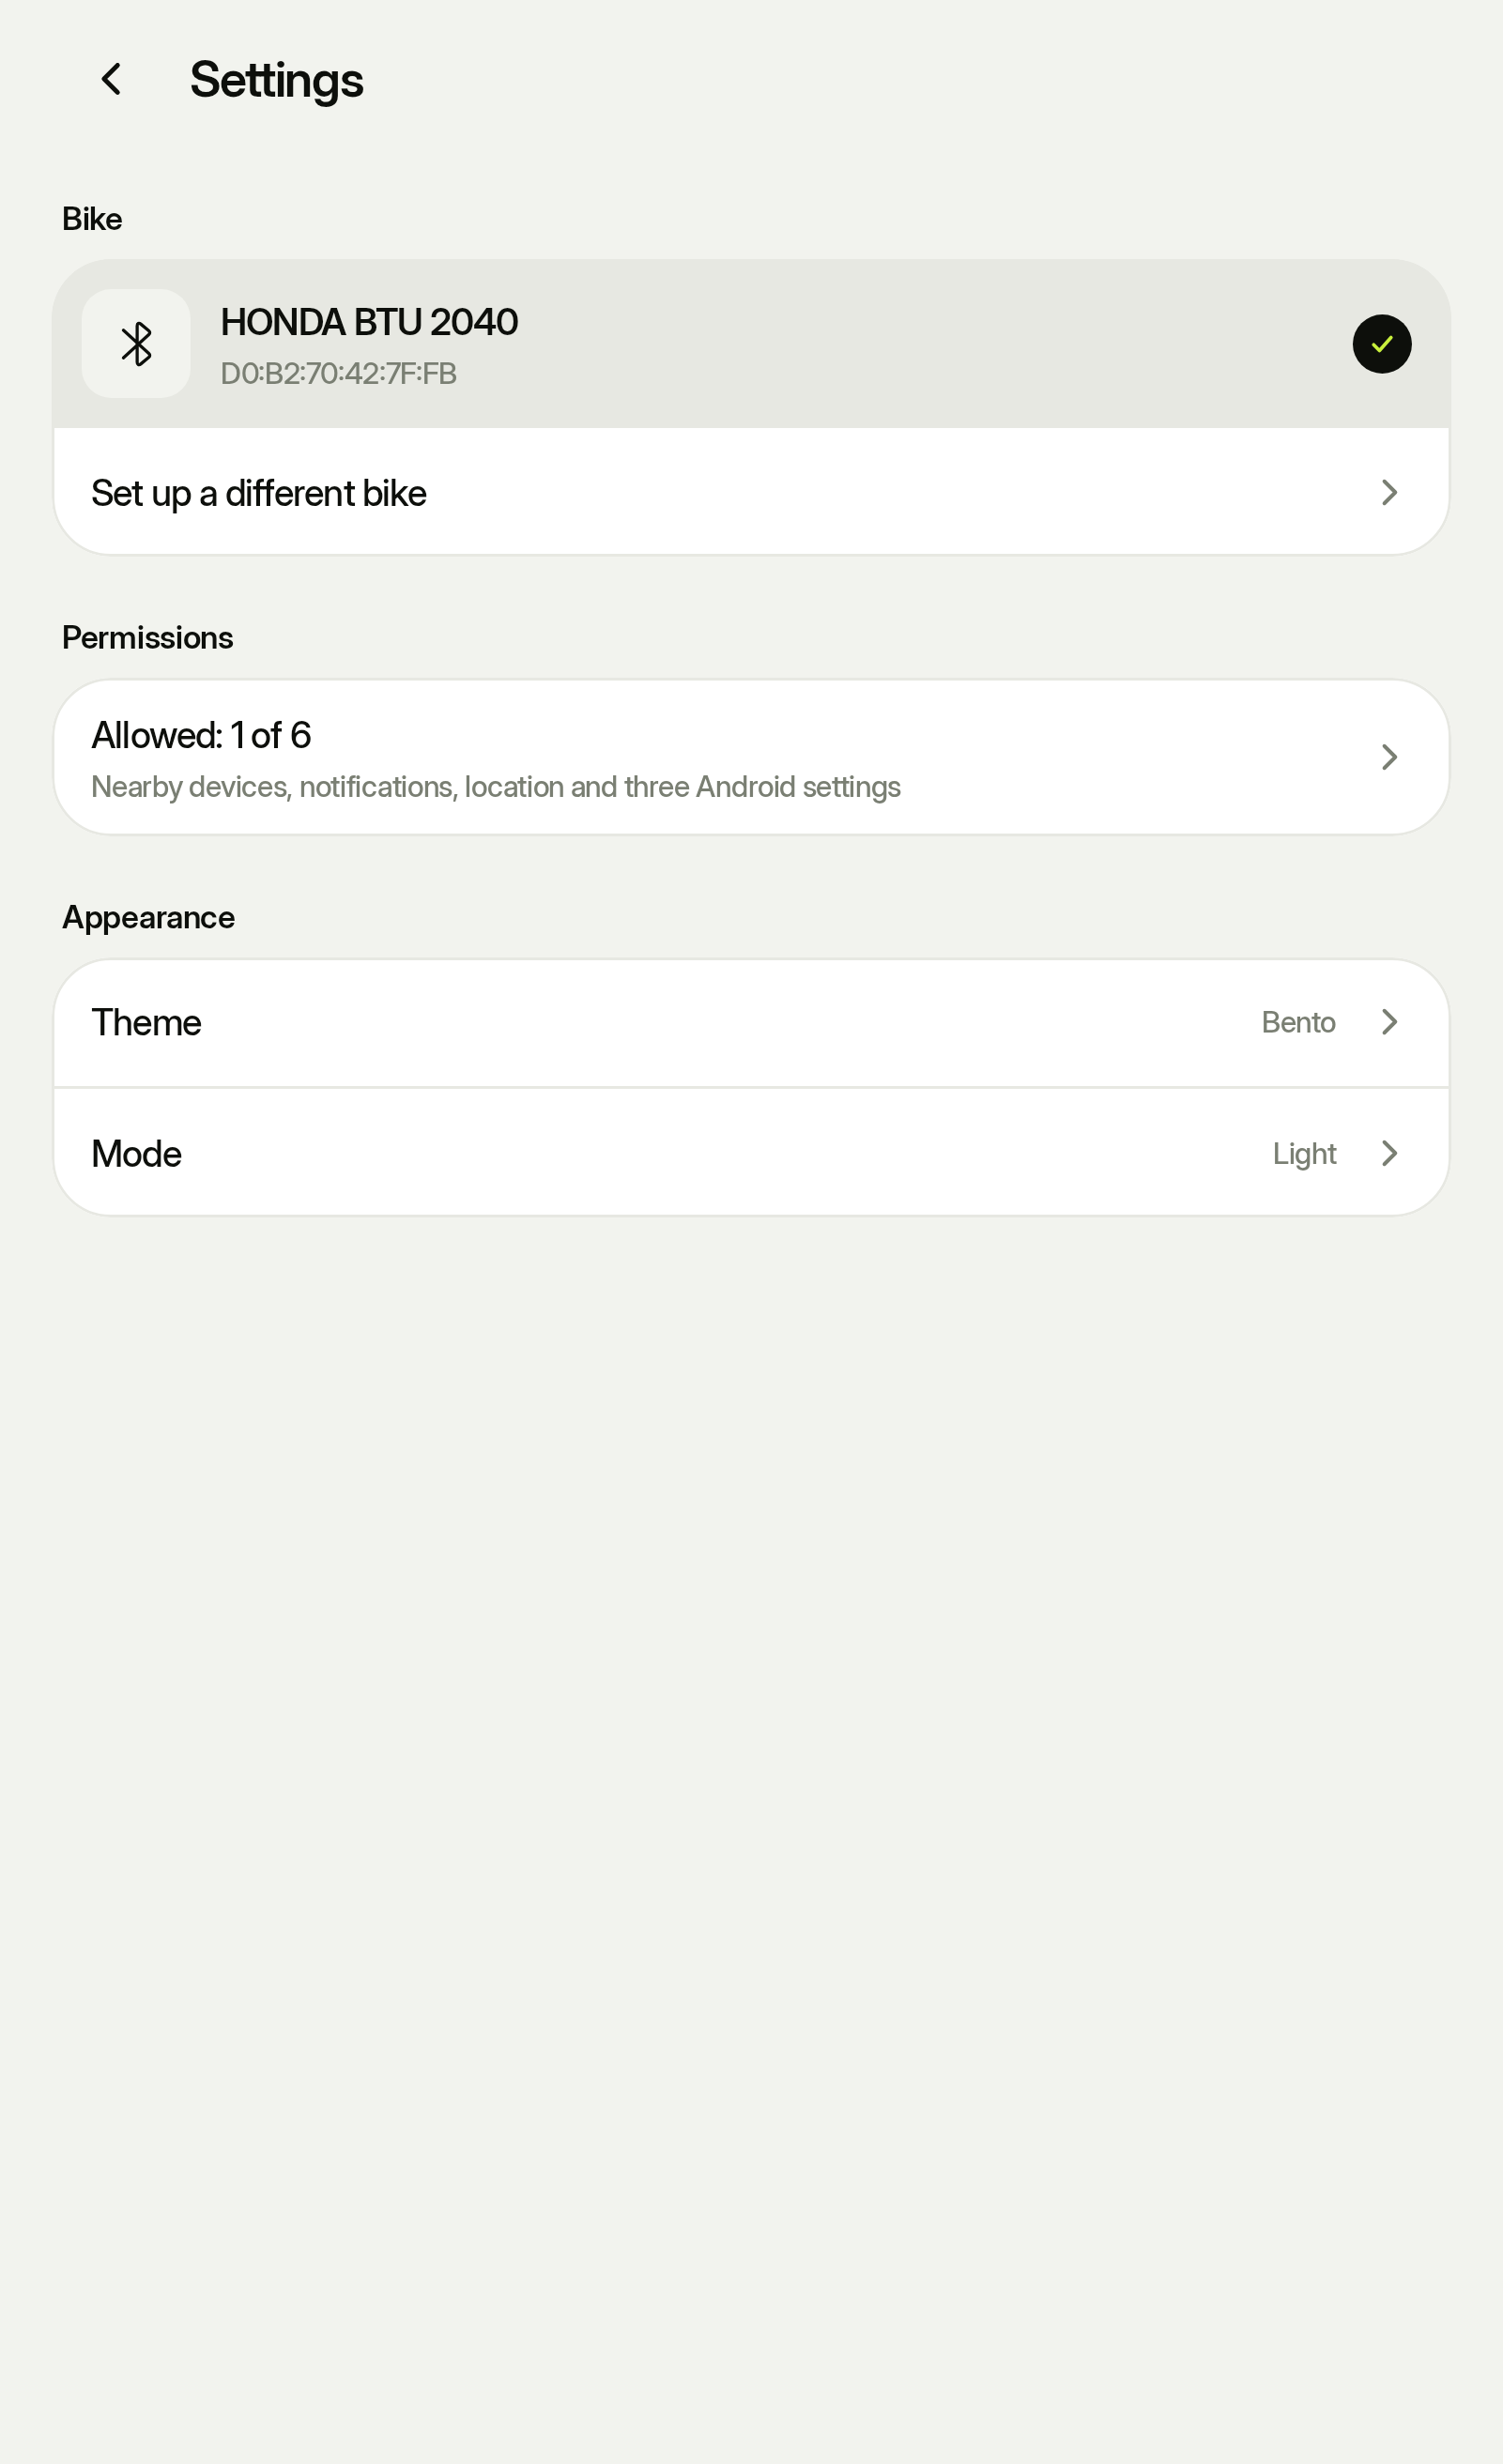 Settings
Bike
HONDA BTU 2040
D0:B2:70:42:7F:FB
Set up a different bike
Permissions
Allowed: 1 of 6
Nearby devices, notifications, location and three Android settings
Appearance
Theme
Bento
Mode
Light